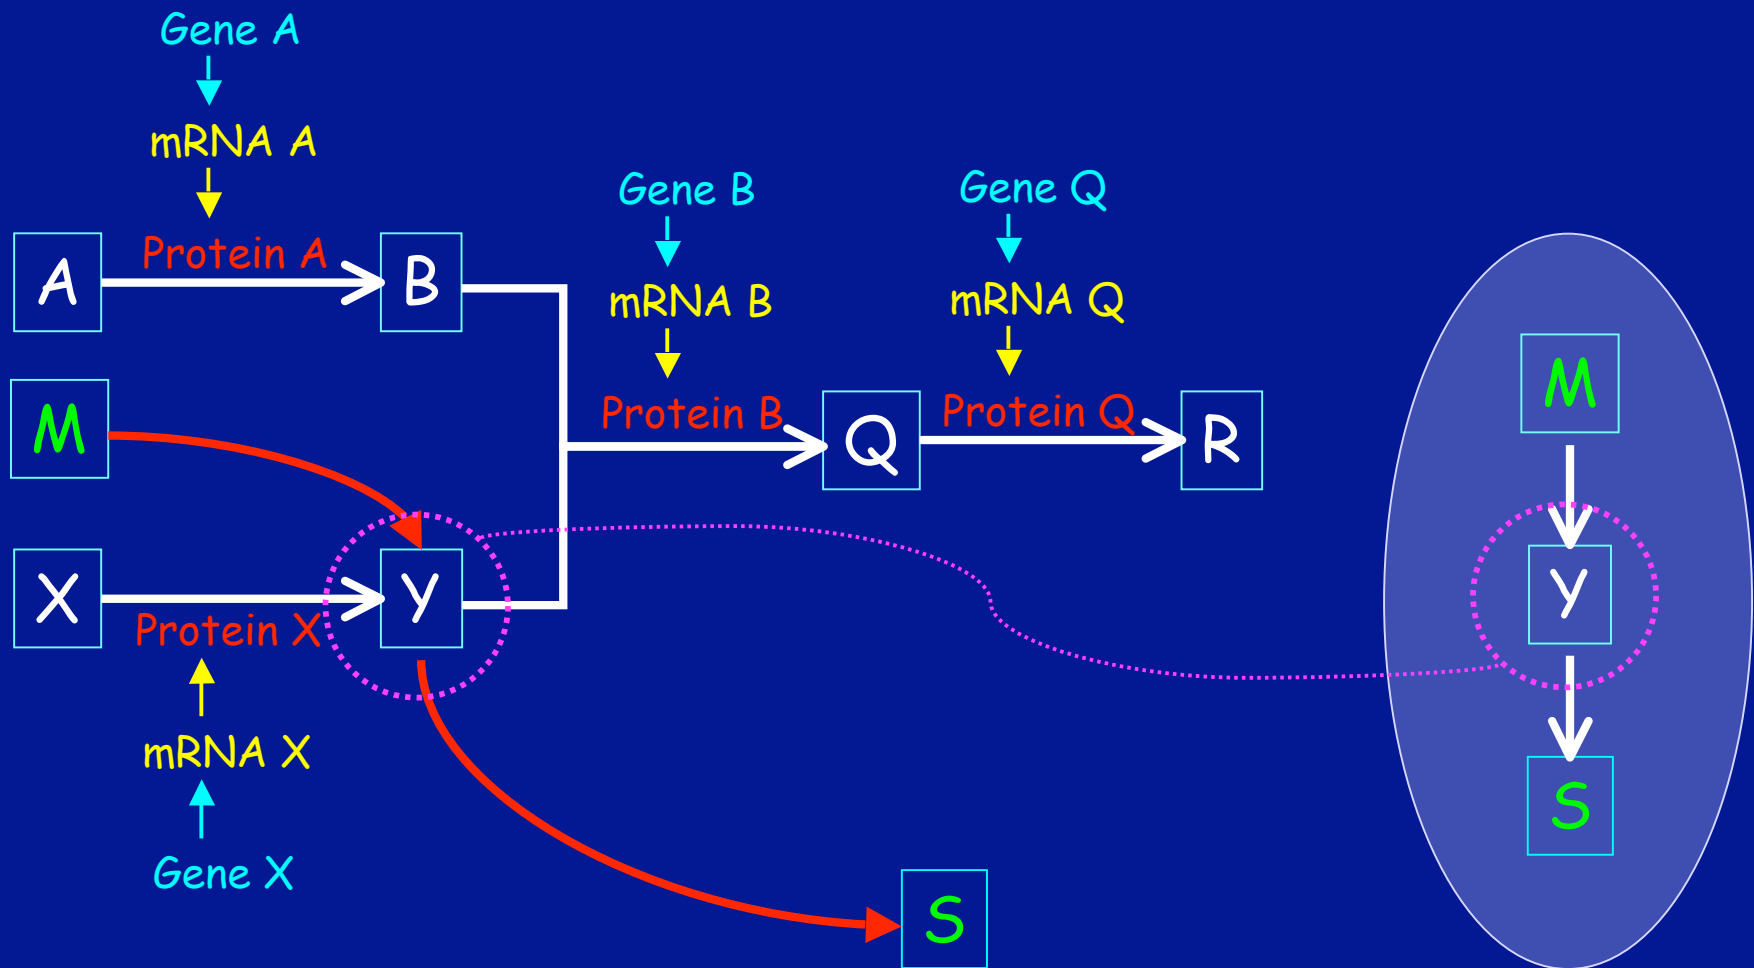 Gene A
mRNA A
Protein A
A
B
Gene B
mRNA B
Protein B
Gene Q
mRNA Q
Protein Q
Q
R
M
X
Y
Protein X
mRNA X
Gene X
S
M
Y
S